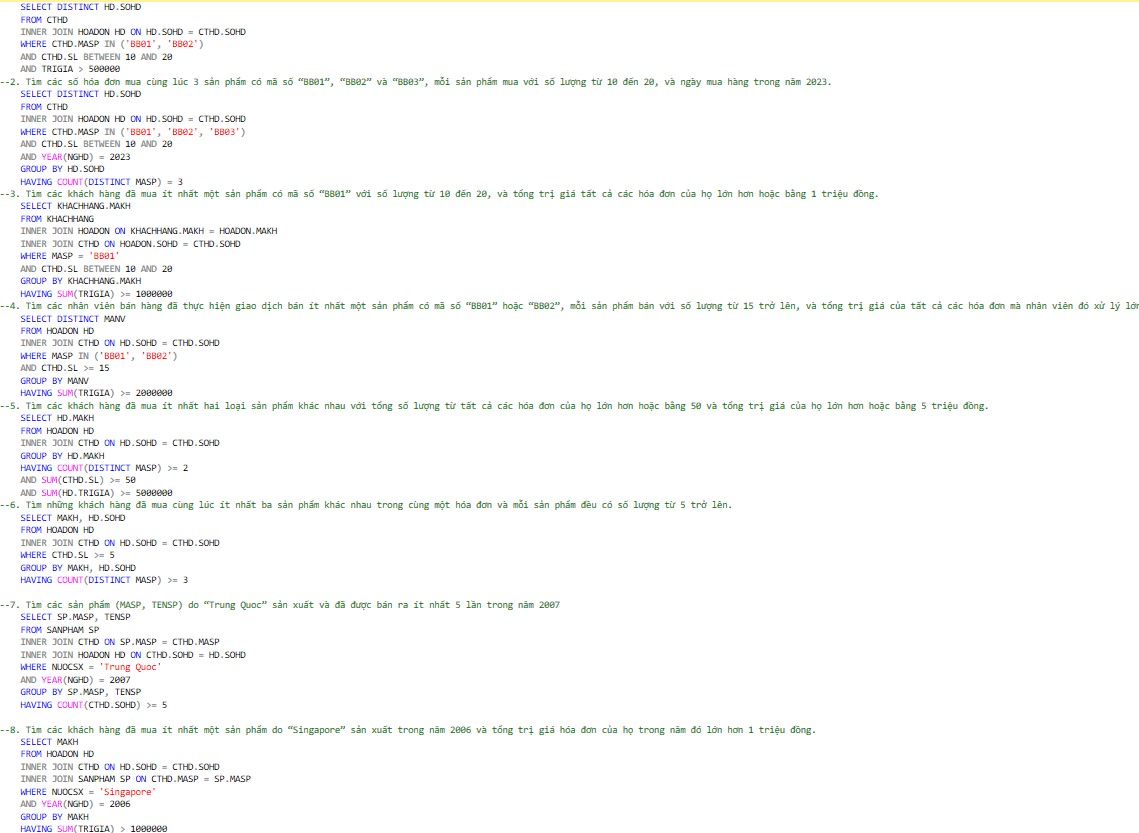 SELECT DISTINCT HD.SOHD
FROM CTHD
INNER JOIN HOADON HD ON HD.SOHD = CTHD.SOHD
WHERE CTHD.MASP IN ('BB01', 'BB02')
AND CTHD.SL BETWEEN 10 AND 20
AND TRIGIA > 500000
--2. Tìm các số hóa đơn mua cùng lúc 3 sản phẩm có mã số “BB01”, “BB02” và “BB03”, mỗi sản phẩm mua với số lượng từ 10 đến 20, và ngày mua hàng trong năm 2023.
SELECT DISTINCT HD.SOHD
FROM CTHD
INNER JOIN HOADON HD ON HD.SOHD = CTHD.SOHD
WHERE CTHD.MASP IN ('BB01', 'BB02', 'BB03')
AND CTHD.SL BETWEEN 10 AND 20
AND YEAR(NGHD) = 2023
GROUP BY HD.SOHD
HAVING COUNT(DISTINCT MASP) = 3
--3. Tìm các khách hàng đã mua ít nhất một sản phẩm có mã số “BB01” với số lượng từ 10 đến 20, và tổng trị giá tất cả các hóa đơn của họ lớn hơn hoặc bằng 1 triệu đồng.
SELECT KHACHHANG.MAKH
FROM KHACHHANG
INNER JOIN HOADON ON KHACHHANG.MAKH = HOADON.MAKH
INNER JOIN CTHD ON HOADON.SOHD = CTHD.SOHD
WHERE MASP = 'BB01'
AND CTHD.SL BETWEEN 10 AND 20
GROUP BY KHACHHANG.MAKH
HAVING SUM(TRIGIA) >= 1000000
--4. Tìm các nhân viên bán hàng đã thực hiện giao dịch bán ít nhất một sản phẩm có mã số “BB01” hoặc “BB02”, mỗi sản phẩm bán với số lượng từ 15 trở lên, và tổng trị giá của tất cả các hóa đơn mà nhân viên đó xử lý lớn
SELECT DISTINCT MANV
FROM HOADON HD
INNER JOIN CTHD ON HD.SOHD = CTHD.SOHD
WHERE MASP IN ('BB01', 'BB02')
AND CTHD.SL >= 15
GROUP BY MANV
HAVING SUM(TRIGIA) >= 2000000
--5. Tìm các khách hàng đã mua ít nhất hai loại sản phẩm khác nhau với tổng số lượng từ tất cả các hóa đơn của họ lớn hơn hoặc bằng 50 và tổng trị giá của họ lớn hơn hoặc bằng 5 triệu đồng.
SELECT HD.MAKH
FROM HOADON HD
INNER JOIN CTHD ON HD.SOHD = CTHD.SOHD
GROUP BY HD.MAKH
HAVING COUNT(DISTINCT MASP) >= 2
AND SUM(CTHD.SL) >= 50
AND SUM(HD.TRIGIA) >= 5000000
--6. Tìm những khách hàng đã mua cùng lúc ít nhất ba sản phẩm khác nhau trong cùng một hóa đơn và mỗi sản phẩm đều có số lượng từ 5 trở lên.
SELECT MAKH, HD.SOHD
FROM HOADON HD
INNER JOIN CTHD ON HD.SOHD = CTHD.SOHD
WHERE CTHD.SL >= 5
GROUP BY MAKH, HD.SOHD
HAVING COUNT(DISTINCT MASP) >= 3
--7. Tìm các sản phẩm (MASP, TENSP) do “Trung Quoc” sản xuất và đã được bán ra ít nhất 5 lần trong năm 2007
SELECT SP.MASP, TENSP
FROM SANPHAM SP
INNER JOIN CTHD ON SP.MASP = CTHD.MASP
INNER JOIN HOADON HD ON CTHD.SOHD = HD.SOHD
WHERE NUOCSX = 'Trung Quoc'
AND YEAR(NGHD) = 2007
GROUP BY SP.MASP, TENSP
HAVING COUNT(CTHD.SOHD) >= 5
--8. Tìm các khách hàng đã mua ít nhất một sản phẩm do “Singapore” sản xuất trong năm 2006 và tổng trị giá hóa đơn của họ trong năm đó lớn hơn 1 triệu đồng.
SELECT MAKH
FROM HOADON HD
INNER JOIN CTHD ON HD.SOHD = CTHD.SOHD
INNER JOIN SANPHAM SP ON CTHD.MASP = SP.MASP
WHERE NUOCSX = 'Singapore'
AND YEAR(NGHD) = 2006
GROUP BY MAKH
HAVING SUM(TRIGIA) > 1000000